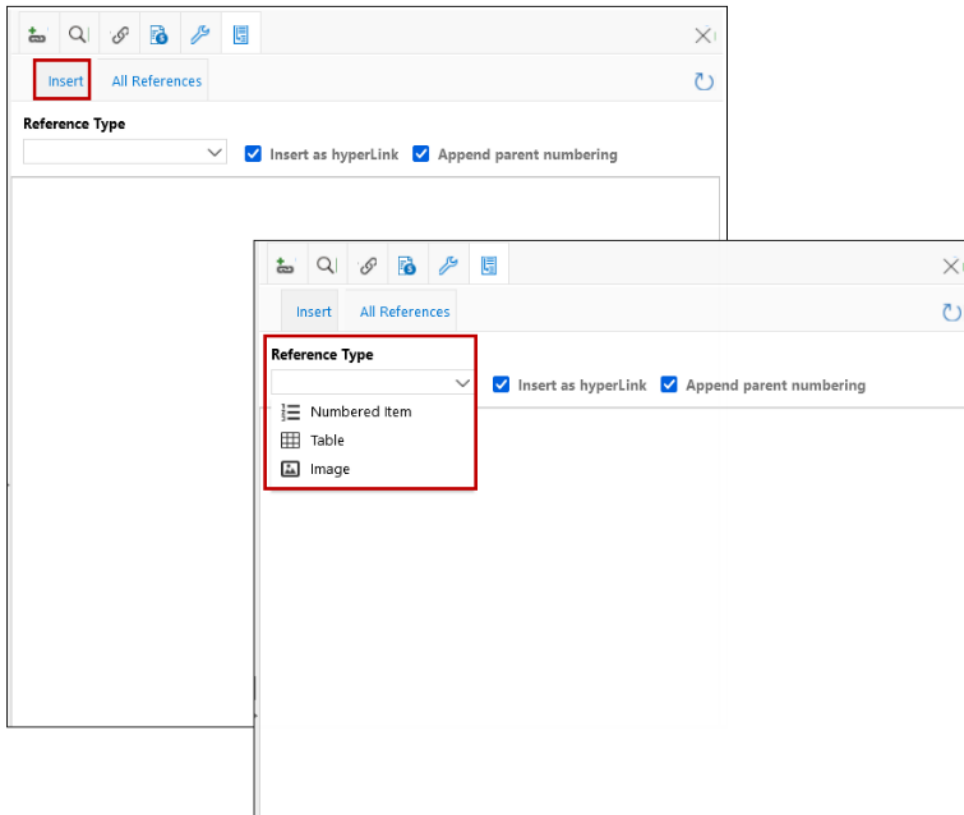 Insert All References
Reference Type
Insert as hyperLink Append parent numbering
Insert All References
Reference Type
Insert as hyperLink Append parent numbering
Numbered Item
Table
Image